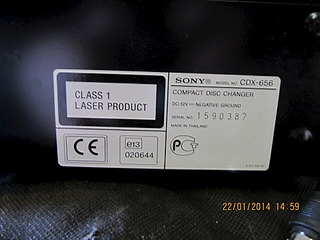 CLASS 1
LASER PRODUCT
SONY® MODEL NO. CDX-656
COMPACT DISC CHANGER
DC 12V ⎓ NEGATIVE GROUND
SERIAL NO. 1590387
MADE IN THAILAND
CE
e13
020644
PC
22/01/2014 14:59